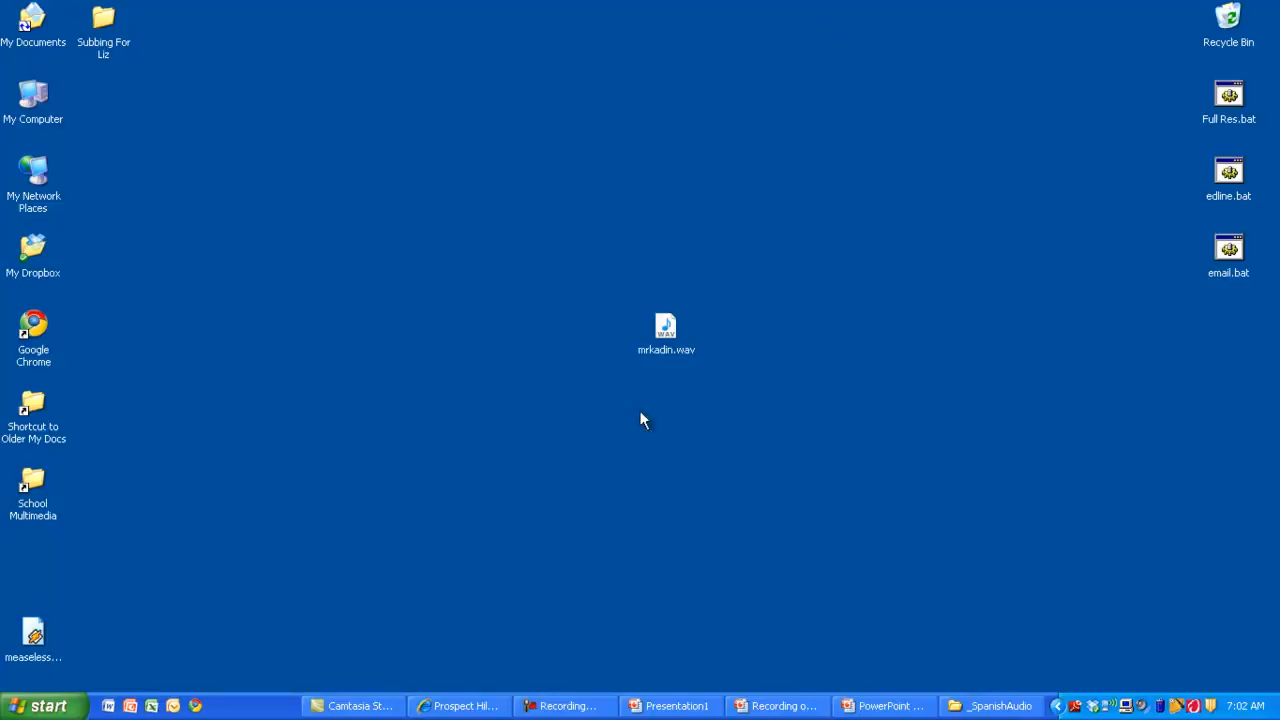 My Documents
Subbing For
Liz
Recycle Bin
My Computer
Full Res.bat
My Network
Places
edline.bat
My Dropbox
email.bat
Google
Chrome
WAV
mrkadin.wav
Shortcut to
Older My Docs
School
Multimedia
measeless...
start
Camtasia St...
Prospect Hil...
Recording...
Presentation1
Recording o...
PowerPoint ...
_SpanishAudio
7:02 AM